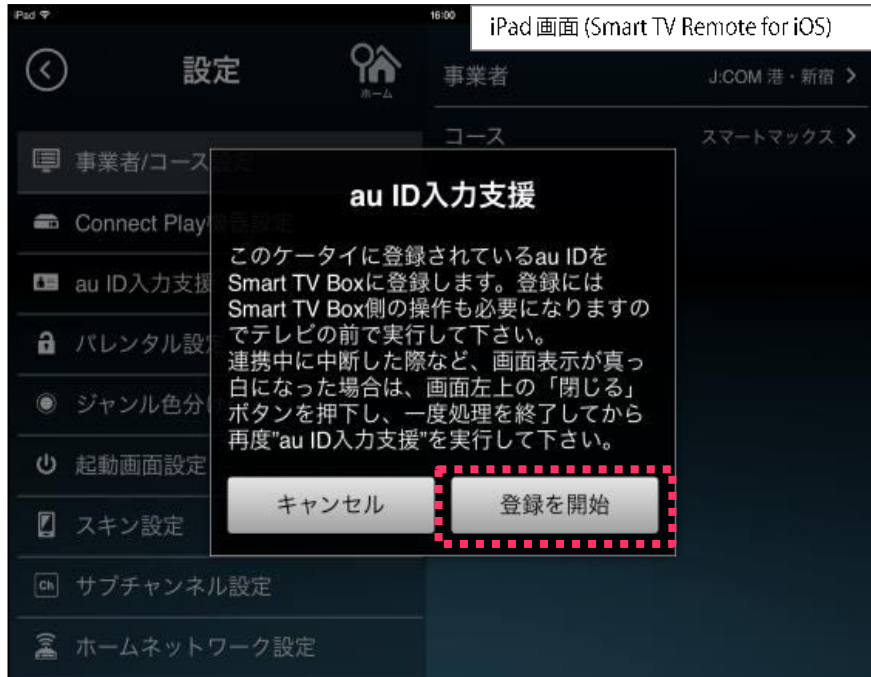 iPad
16:00
iPad 画面 (Smart TV Remote for iOS)
設定
ホーム
事業者
J:COM 港・新宿
コース
スマートマックス
事業者/コース設定
Connect Play機器設定
au ID入力支援
パレンタル設
ジャンル色分
起動画面設定
スキン設定
サブチャンネル設定
Ch
ホームネットワーク設定
au ID入力支援
このケータイに登録されているau IDを
Smart TV Boxに登録します。登録には
Smart TV Box側の操作も必要になりますの
でテレビの前で実行して下さい。
連携中に中断した際など、画面表示が真っ
白になった場合は、画面左上の「閉じる」
ボタンを押下し、一度処理を終了してから
再度"au ID入力支援"を実行して下さい。
キャンセル
登録を開始